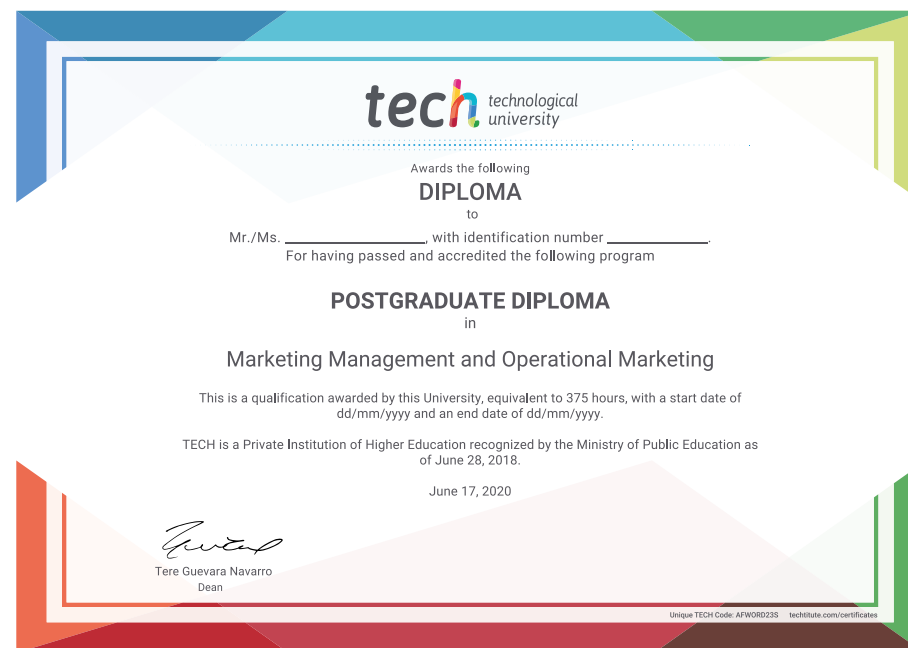 tech technological
university
Awards the following
DIPLOMA
to
Mr./Ms. ____________________, with identification number ______________.
For having passed and accredited the following program
POSTGRADUATE DIPLOMA
in
Marketing Management and Operational Marketing
This is a qualification awarded by this University, equivalent to 375 hours, with a start date of
dd/mm/yyyy and an end date of dd/mm/yyyy.
TECH is a Private Institution of Higher Education recognized by the Ministry of Public Education as
of June 28, 2018.
June 17, 2020
Tere Guevara Navarro
Dean
Unique TECH Code: AFWORD23S techtitute.com/certificates